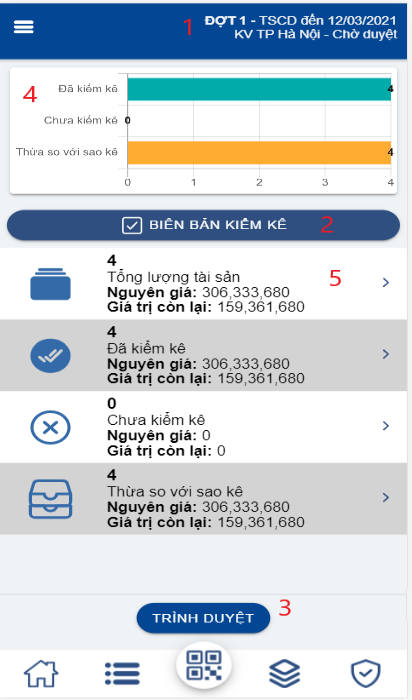 1 ĐỢT 1 - TSCD đến 12/03/2021
KV TP Hà Nội - Chờ duyệt
4
Đã kiểm kê 4
Chưa kiểm kê 0
Thừa so với sao kê 4
0 1 2 3 4
BIÊN BẢN KIỂM KÊ 2
4
Tổng lượng tài sản 5
Nguyên giá: 306,333,680
Giá trị còn lại: 159,361,680
4
Đã kiểm kê
Nguyên giá: 306,333,680
Giá trị còn lại: 159,361,680
0
Chưa kiểm kê
Nguyên giá: 0
Giá trị còn lại: 0
4
Thừa so với sao kê
Nguyên giá: 306,333,680
Giá trị còn lại: 159,361,680
TRÌNH DUYỆT 3